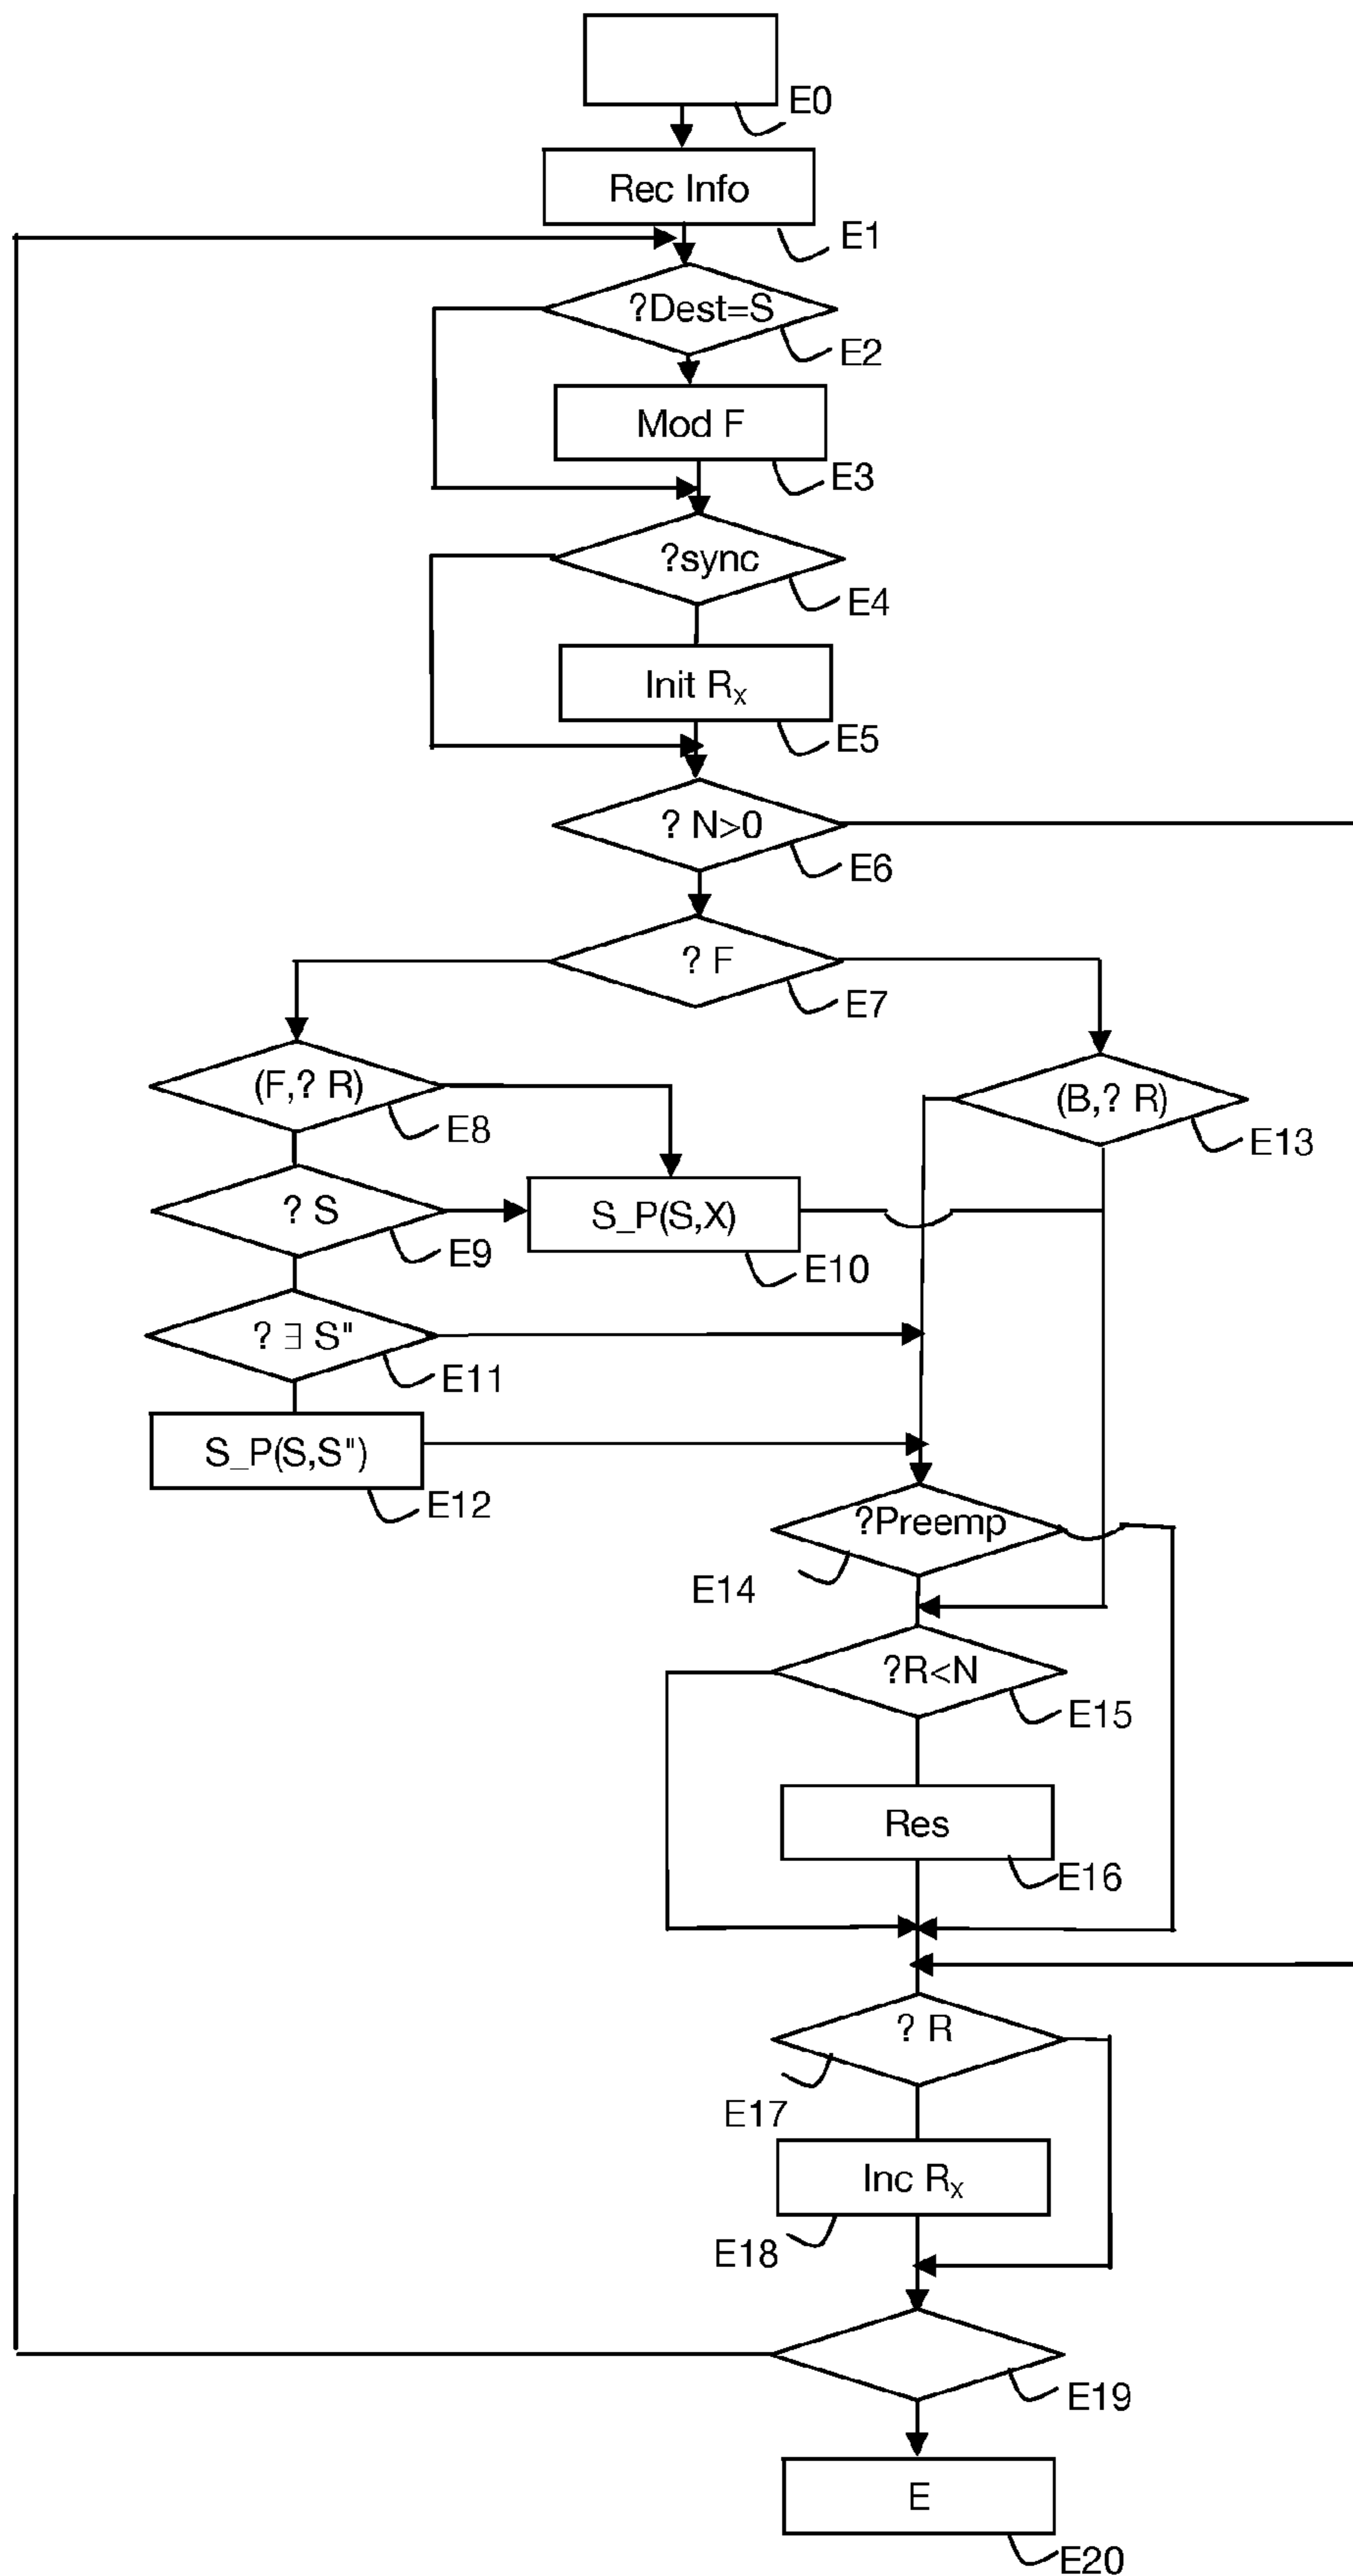 E0
Rec Info
E1
?Dest=S
E2
Mod F
E3
?sync
E4
Init Rx
E5
? N>0
E6
? F
E7
(F,? R)
E8
(B,? R)
E13
? S
E9
S_P(S,X)
E10
? ∃ S"
E11
S_P(S,S")
E12
?Preemp
E14
?R<N
E15
Res
E16
? R
E17
Inc Rx
E18
E19
E
E20